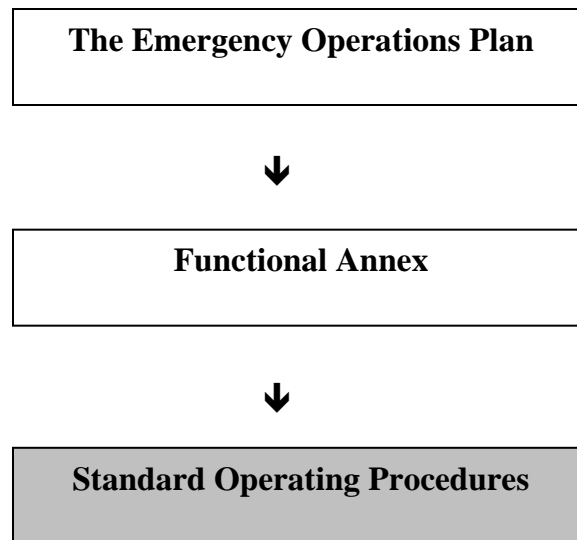 The Emergency Operations Plan
Functional Annex
Standard Operating Procedures